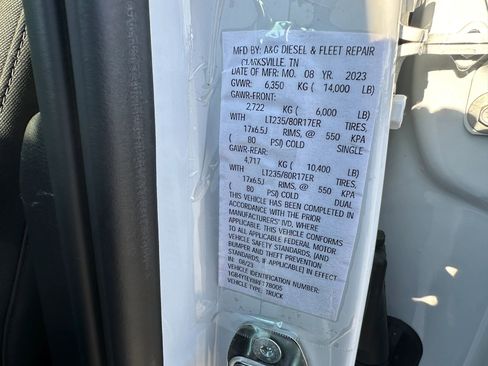 MFD BY: A&G DIESEL & FLEET REPAIR
CLARKSVILLE, TN
DATE OF MFR: MO. 08 YR. 2023
GVWR: 6,350 KG ( 14,000 LB)
GAWR-FRONT:
2,722 KG ( 6,000 LB)
WITH LT235/80R17ER TIRES,
17x6.5J RIMS, @ 550 KPA
( 80 PSI) COLD SINGLE
GAWR-REAR:
4,717 KG ( 10,400 LB)
WITH LT235/80R17ER TIRES,
17x6.5J RIMS, @ 550 KPA
( 80 PSI) COLD DUAL
THIS VEHICLE HAS BEEN COMPLETED IN
ACCORDANCE WITH THE PRIOR
MANUFACTURERS' IVD, WHERE
APPLICABLE. THIS VEHICLE CONFORMS
TO ALL APPLICABLE FEDERAL MOTOR
VEHICLE SAFETY STANDARDS, [AND
BUMPER AND THEFT PREVENTION
STANDARDS, IF APPLICABLE] IN EFFECT
IN: 08/23
VEHICLE IDENTIFICATION NUMBER:
VEHICLE TYPE: TRUCK